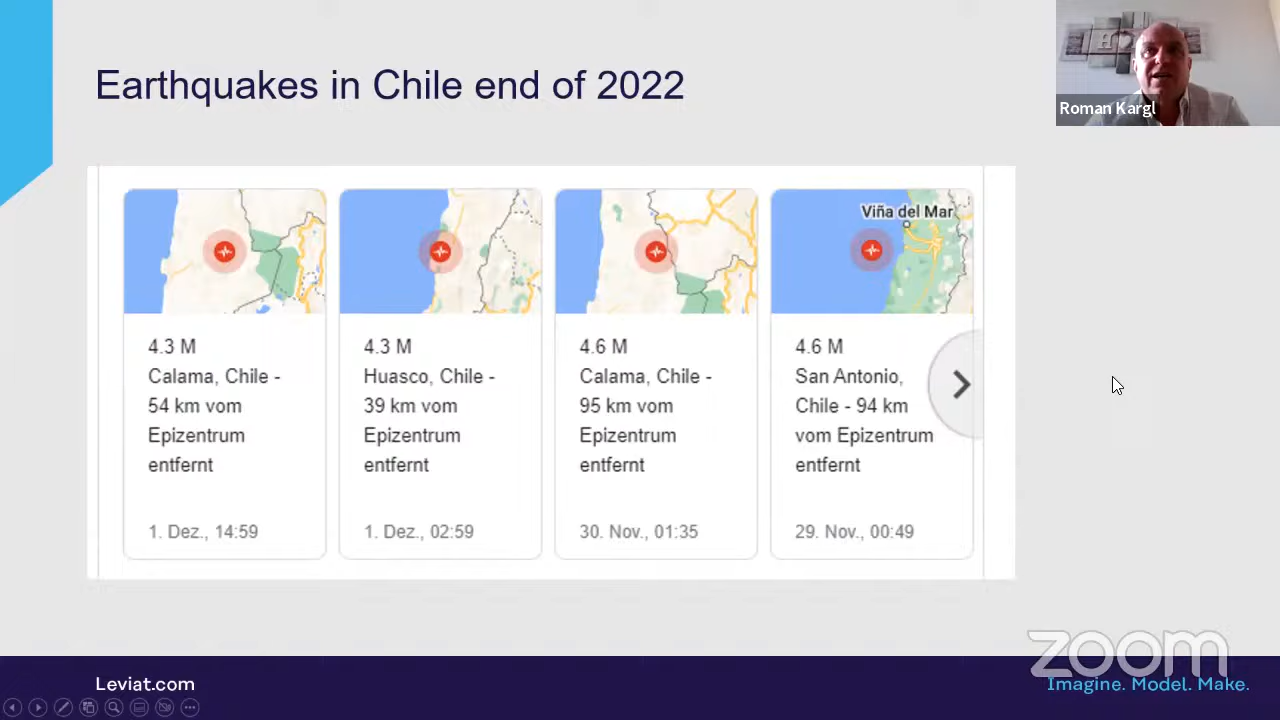 Earthquakes in Chile end of 2022
H
Roman Kargl
Viña del Mar
4.3 M
Calama, Chile -
54 km vom
Epizentrum
entfernt
1. Dez., 14:59
4.3 M
Huasco, Chile -
39 km vom
Epizentrum
entfernt
1. Dez., 02:59
4.6 M
Calama, Chile -
95 km vom
Epizentrum
entfernt
30. Nov., 01:35
4.6 M
San Antonio,
Chile - 94 km
vom Epizentrum
entfernt
29. Nov., 00:49
zoom
Leviat.com
Imagine. Model. Make.